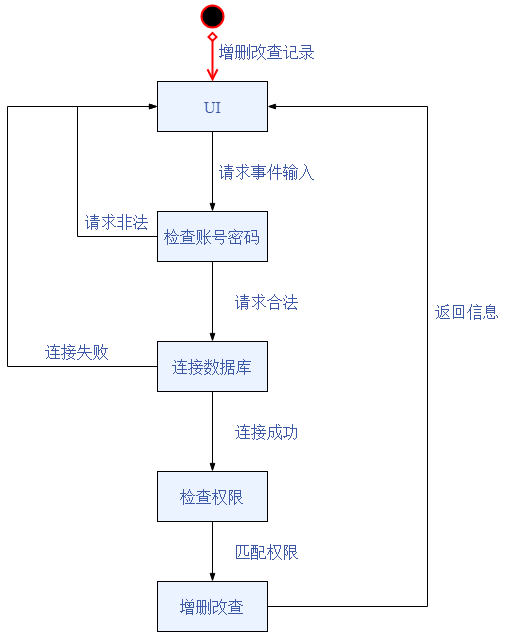 增删改查记录
UI
请求事件输入
请求非法
检查账号密码
请求合法
返回信息
连接失败
连接数据库
连接成功
检查权限
匹配权限
增删改查